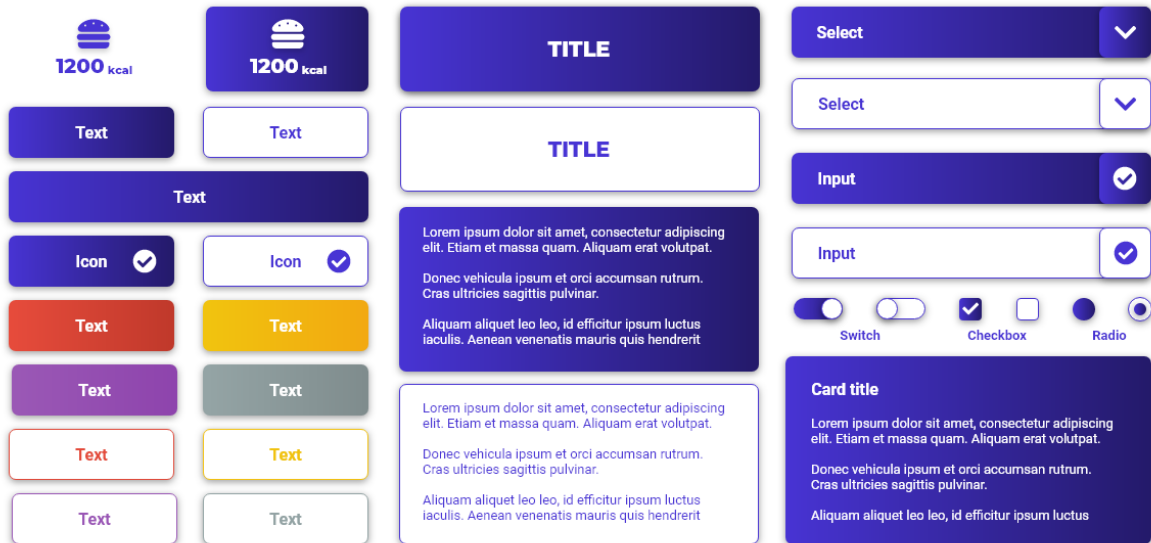 1200 kcal
1200 kcal
Text
Text
Text
Icon
Icon
Text
Text
Text
Text
Text
Text
Text
Text
TITLE
TITLE
Lorem ipsum dolor sit amet, consectetur adipiscing
elit. Etiam et massa quam. Aliquam erat volutpat.
Donec vehicula ipsum et orci accumsan rutrum.
Cras ultricies sagittis pulvinar.
Aliquam aliquet leo leo, id efficitur ipsum luctus
iaculis. Aenean venenatis mauris quis hendrerit
Lorem ipsum dolor sit amet, consectetur adipiscing
elit. Etiam et massa quam. Aliquam erat volutpat.
Donec vehicula ipsum et orci accumsan rutrum.
Cras ultricies sagittis pulvinar.
Aliquam aliquet leo leo, id efficitur ipsum luctus
iaculis. Aenean venenatis mauris quis hendrerit
Select
Select
Input
Input
Switch
Checkbox
Radio
Card title
Lorem ipsum dolor sit amet, consectetur adipiscing
elit. Etiam et massa quam. Aliquam erat volutpat.
Donec vehicula ipsum et orci accumsan rutrum.
Cras ultricies sagittis pulvinar.
Aliquam aliquet leo leo, id efficitur ipsum luctus